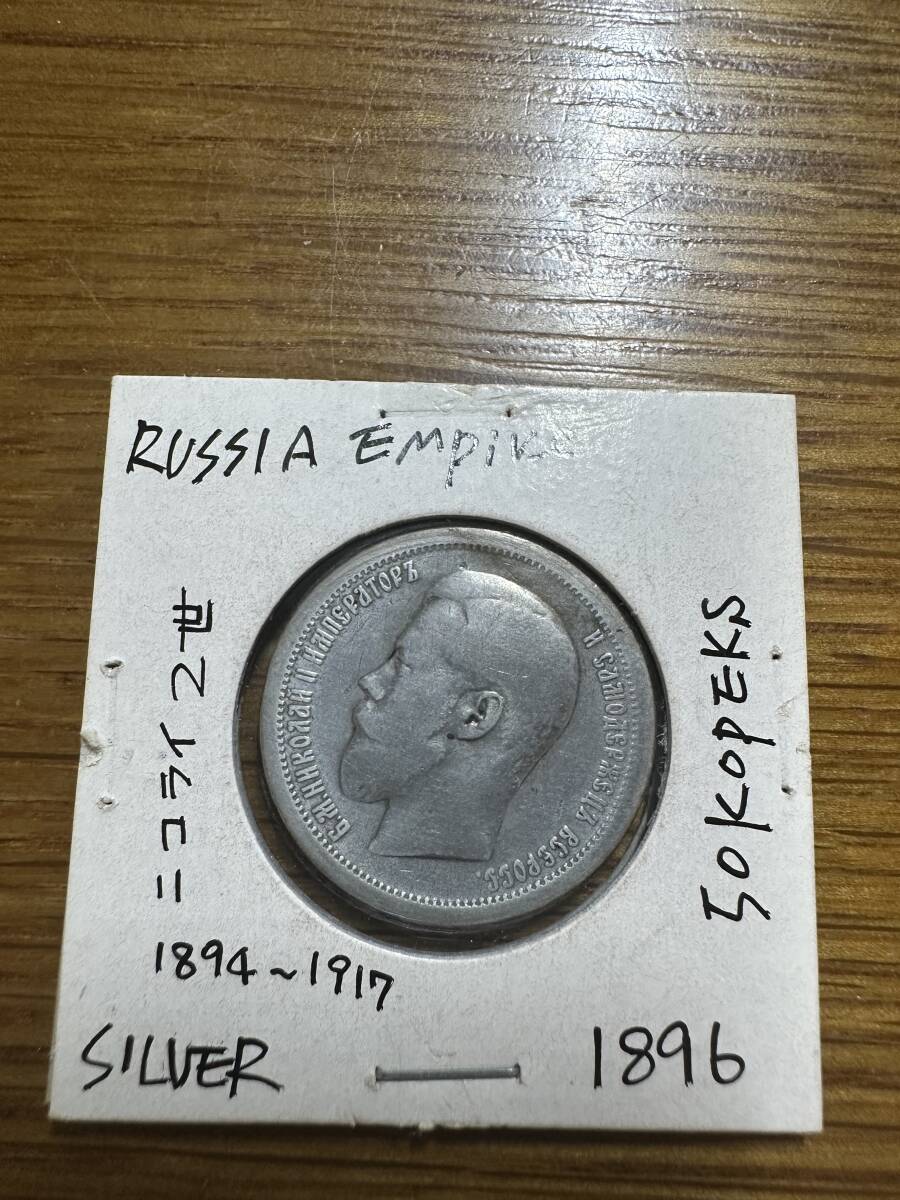 RUSSIA Empire
ニコライ2世
1894~1917
Б.М.НИКОЛАЙ II ИМПЕРАТОРЪ
И САМОДЕРЖЕЦЪ ВСЕРОСС.
50KOPEKS
SILVER
1896